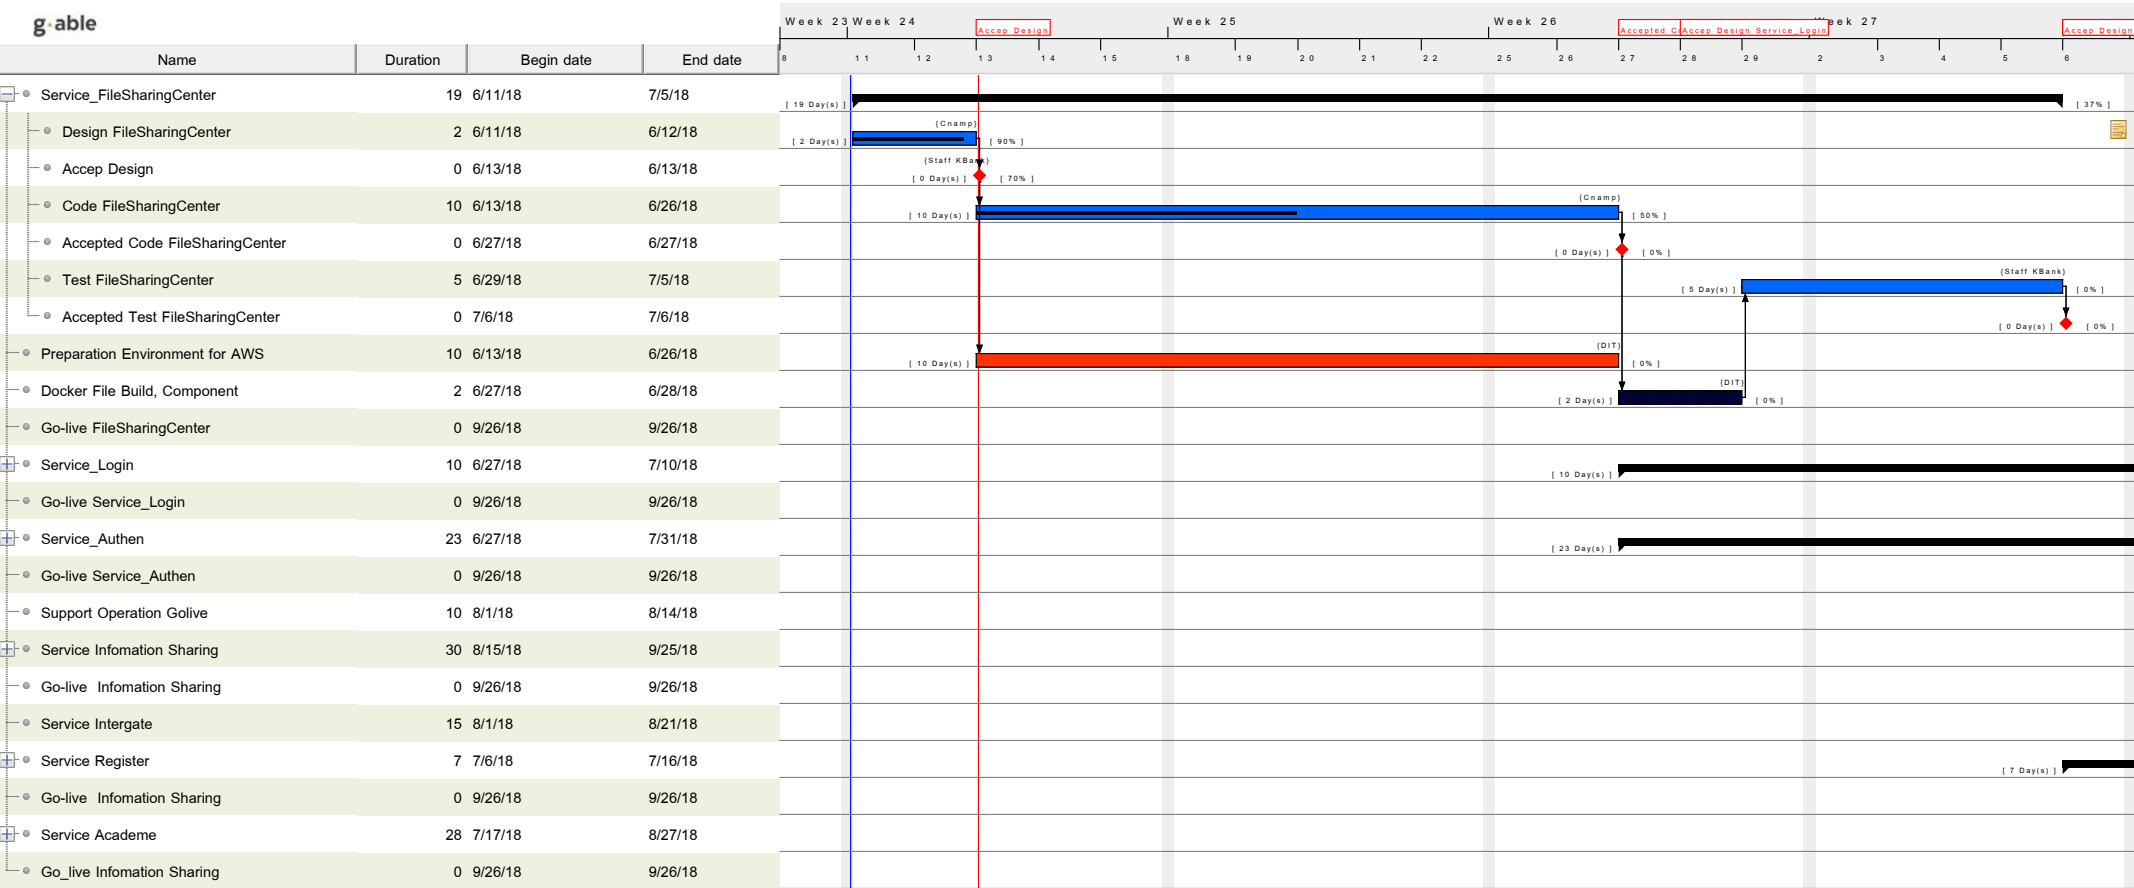 g·able
Week 23 Week 24 Week 25 Week 26 Week 27
Accep Design Accepted C Accep Design Service_Login Accep Design
Name Duration Begin date End date 8 11 12 13 14 15 18 19 20 21 22 25 26 27 28 29 2 3 4 5 6
Service_FileSharingCenter 19 6/11/18 7/5/18 [ 19 Day(s) ] [ 37% ]
(Cnamp)
Design FileSharingCenter 2 6/11/18 6/12/18 [ 2 Day(s) ] [ 90% ]
(Staff KBank)
Accep Design 0 6/13/18 6/13/18 [ 0 Day(s) ] [ 70% ]
(Cnamp)
Code FileSharingCenter 10 6/13/18 6/26/18 [ 10 Day(s) ] [ 50% ]
Accepted Code FileSharingCenter 0 6/27/18 6/27/18 [ 0 Day(s) ] [ 0% ]
(Staff KBank)
Test FileSharingCenter 5 6/29/18 7/5/18 [ 5 Day(s) ] [ 0% ]
Accepted Test FileSharingCenter 0 7/6/18 7/6/18 [ 0 Day(s) ] [ 0% ]
(DIT)
Preparation Environment for AWS 10 6/13/18 6/26/18 [ 10 Day(s) ] [ 0% ]
(DIT)
Docker File Build, Component 2 6/27/18 6/28/18 [ 2 Day(s) ] [ 0% ]
Go-live FileSharingCenter 0 9/26/18 9/26/18
Service_Login 10 6/27/18 7/10/18 [ 10 Day(s) ]
Go-live Service_Login 0 9/26/18 9/26/18
Service_Authen 23 6/27/18 7/31/18 [ 23 Day(s) ]
Go-live Service_Authen 0 9/26/18 9/26/18
Support Operation Golive 10 8/1/18 8/14/18
Service Infomation Sharing 30 8/15/18 9/25/18
Go-live Infomation Sharing 0 9/26/18 9/26/18
Service Intergate 15 8/1/18 8/21/18
Service Register 7 7/6/18 7/16/18 [ 7 Day(s) ]
Go-live Infomation Sharing 0 9/26/18 9/26/18
Service Academe 28 7/17/18 8/27/18
Go_live Infomation Sharing 0 9/26/18 9/26/18